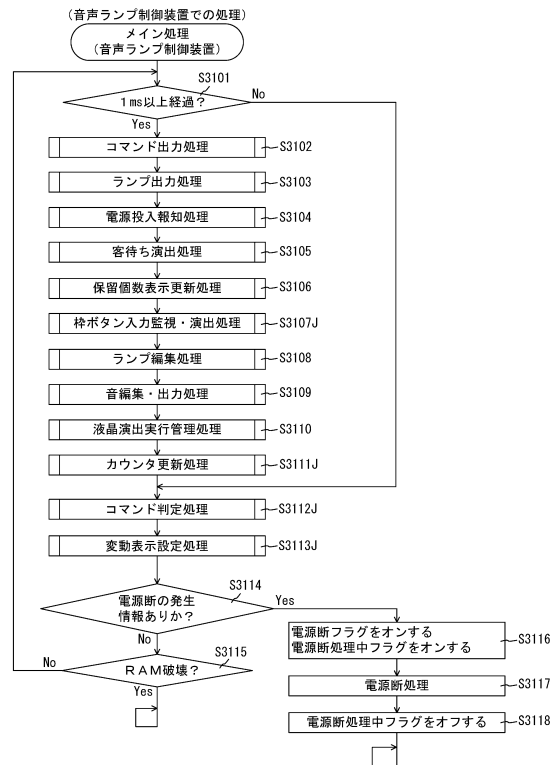 (音声ランプ制御装置での処理)
メイン処理
(音声ランプ制御装置)
S3101
1ms以上経過?
No
Yes
コマンド出力処理
S3102
ランプ出力処理
S3103
電源投入報知処理
S3104
客待ち演出処理
S3105
保留個数表示更新処理
S3106
枠ボタン入力監視・演出処理
S3107J
ランプ編集処理
S3108
音編集・出力処理
S3109
液晶演出実行管理処理
S3110
カウンタ更新処理
S3111J
コマンド判定処理
S3112J
変動表示設定処理
S3113J
S3114
電源断の発生
情報ありか?
Yes
No
S3115
RAM破壊?
No
Yes
電源断フラグをオンする
電源断処理中フラグをオンする
S3116
電源断処理
S3117
電源断処理中フラグをオフする
S3118